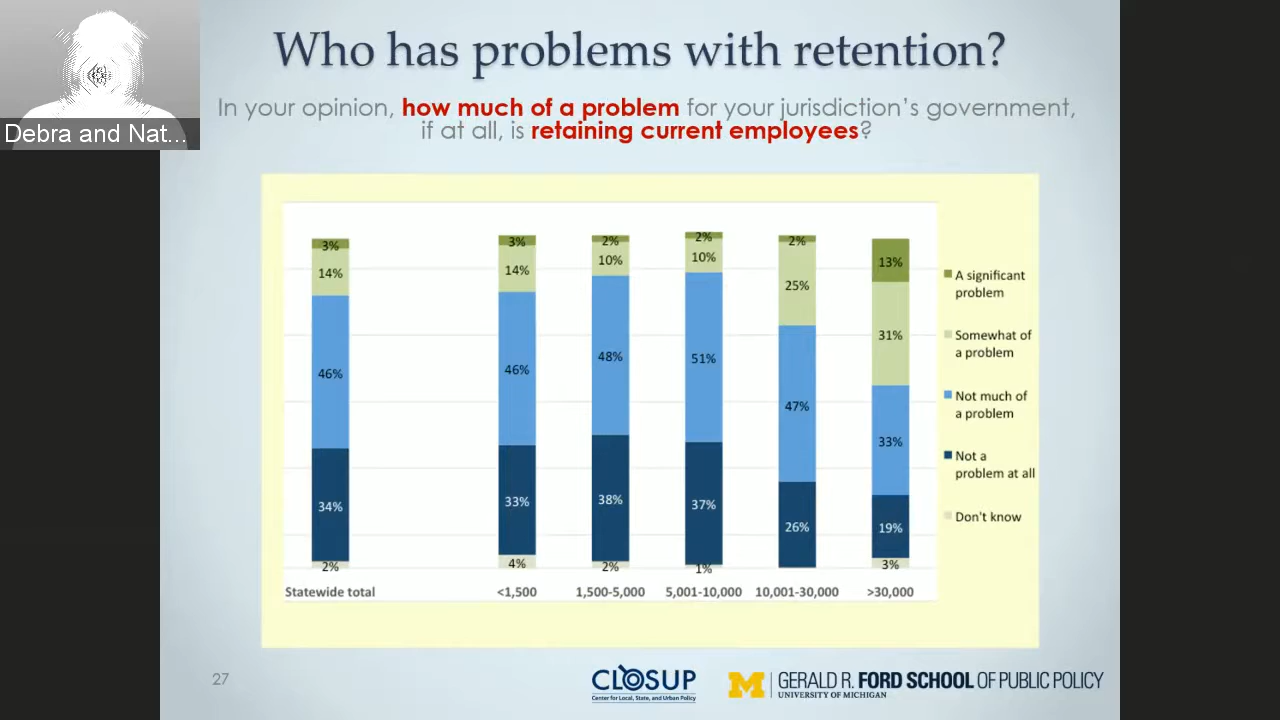 Who has problems with retention?
Debra and Nat...
In your opinion, how much of a problem for your jurisdiction's government,
if at all, is retaining current employees?
3% 3% 2% 2% 2% 13%
14% 14% 10% 10% 25% 31%
46% 46% 48% 51% 47% 33%
34% 33% 38% 37% 26% 19%
2% 4% 2% 1% 3%
Statewide total <1,500 1,500-5,000 5,001-10,000 10,001-30,000 >30,000
A significant
problem
Somewhat of
a problem
Not much of
a problem
Not a
problem at all
Don't know
27
CLOSUP
Center for Local, State, and Urban Policy
M
GERALD R. FORD SCHOOL OF PUBLIC POLICY
UNIVERSITY OF MICHIGAN